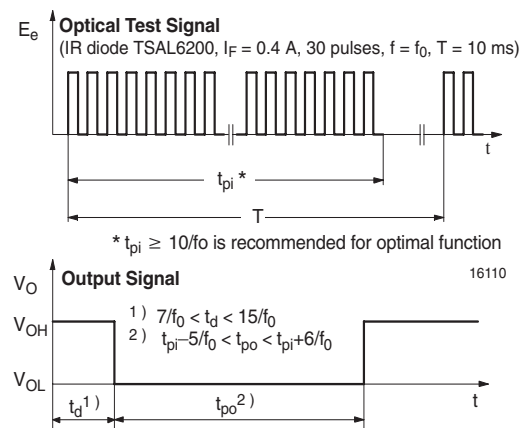 Optical Test Signal
Eₑ
(IR diode TSAL6200, I_F = 0.4 A, 30 pulses, f = f₀, T = 10 ms)
t
t_pi *
T
* t_pi ≥ 10/fo is recommended for optimal function
Output Signal
16110
V_O
V_OH
1) 7/f₀ < t_d < 15/f₀
2) t_pi–5/f₀ < t_po < t_pi+6/f₀
V_OL
t_d 1)
t_po 2)
t